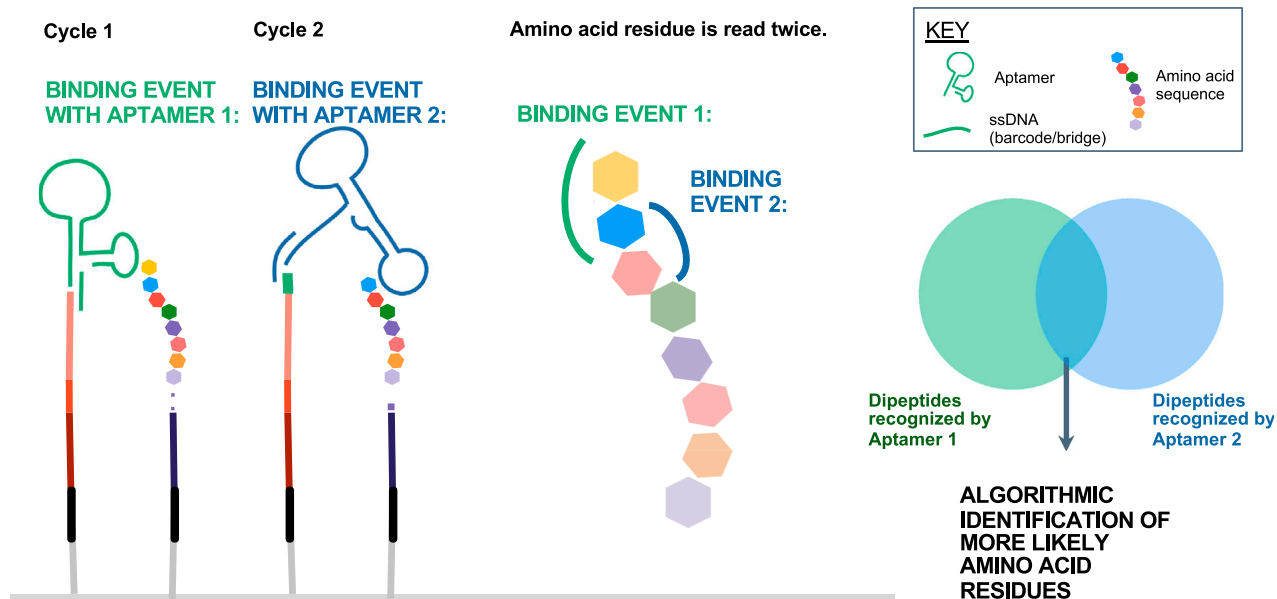 Cycle 1
BINDING EVENT
WITH APTAMER 1:
Cycle 2
BINDING EVENT
WITH APTAMER 2:
Amino acid residue is read twice.
BINDING EVENT 1:
BINDING
EVENT 2:
KEY
Aptamer
ssDNA
(barcode/bridge)
Amino acid
sequence
Dipeptides
recognized by
Aptamer 1
Dipeptides
recognized by
Aptamer 2
ALGORITHMIC
IDENTIFICATION OF
MORE LIKELY
AMINO ACID
RESIDUES